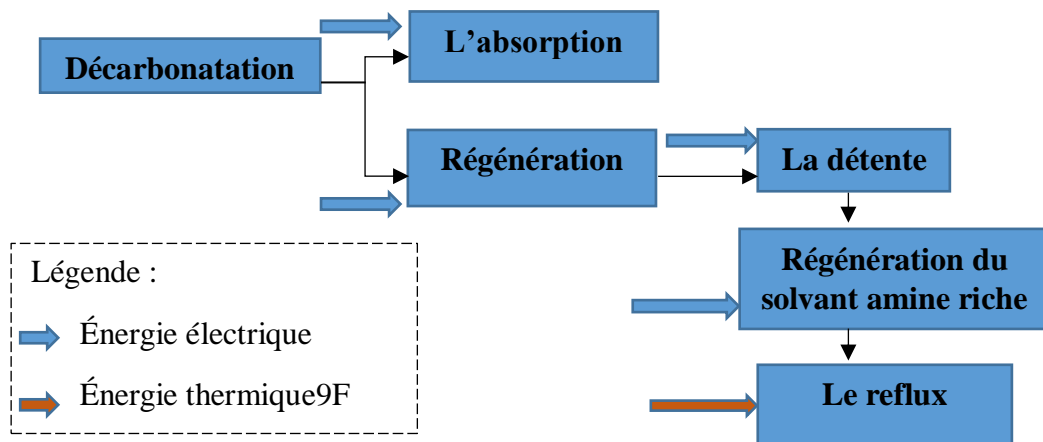 L’absorption
Décarbonatation
Régénération
La détente
Régénération du
solvant amine riche
Le reflux
Légende :
Énergie électrique
Énergie thermique9F